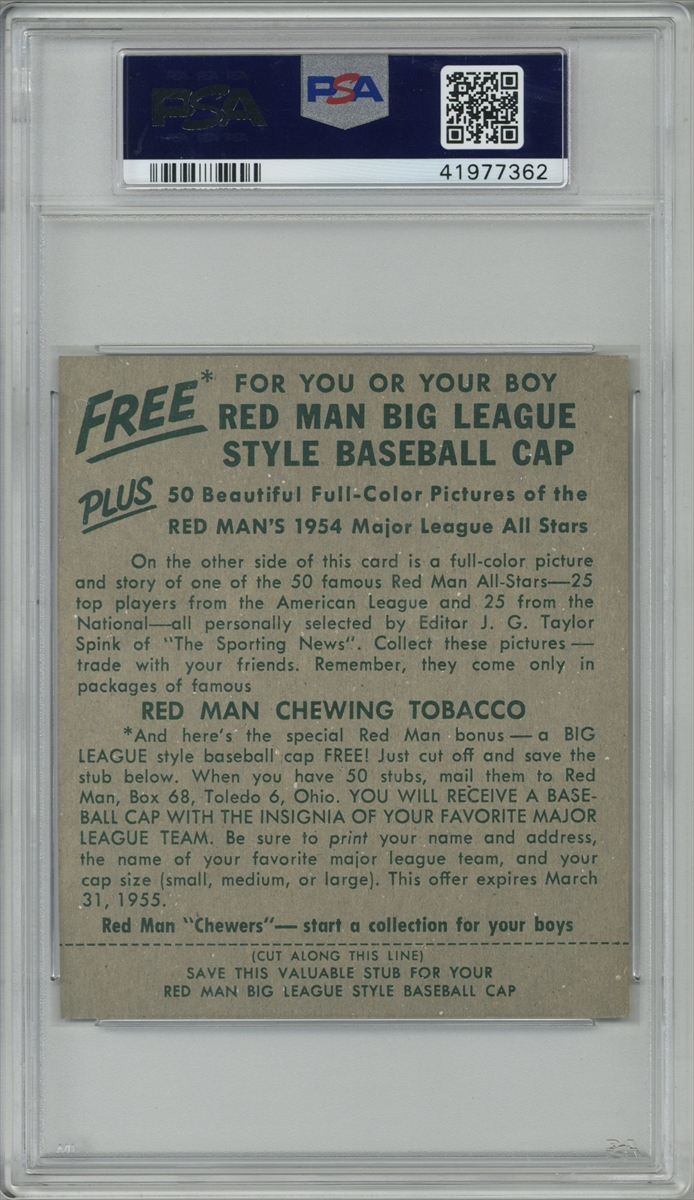 PSA
PSA
41977362
FREE* FOR YOU OR YOUR BOY
RED MAN BIG LEAGUE
STYLE BASEBALL CAP
PLUS 50 Beautiful Full-Color Pictures of the
RED MAN'S 1954 Major League All Stars
On the other side of this card is a full-color picture
and story of one of the 50 famous Red Man All-Stars—25
top players from the American League and 25 from the
National—all personally selected by Editor J. G. Taylor
Spink of "The Sporting News". Collect these pictures —
trade with your friends. Remember, they come only in
packages of famous
RED MAN CHEWING TOBACCO
*And here's the special Red Man bonus — a BIG
LEAGUE style baseball cap FREE! Just cut off and save the
stub below. When you have 50 stubs, mail them to Red
Man, Box 68, Toledo 6, Ohio. YOU WILL RECEIVE A BASE-
BALL CAP WITH THE INSIGNIA OF YOUR FAVORITE MAJOR
LEAGUE TEAM. Be sure to print your name and address,
the name of your favorite major league team, and your
cap size (small, medium, or large). This offer expires March
31, 1955.
Red Man "Chewers"— start a collection for your boys
(CUT ALONG THIS LINE)
SAVE THIS VALUABLE STUB FOR YOUR
RED MAN BIG LEAGUE STYLE BASEBALL CAP